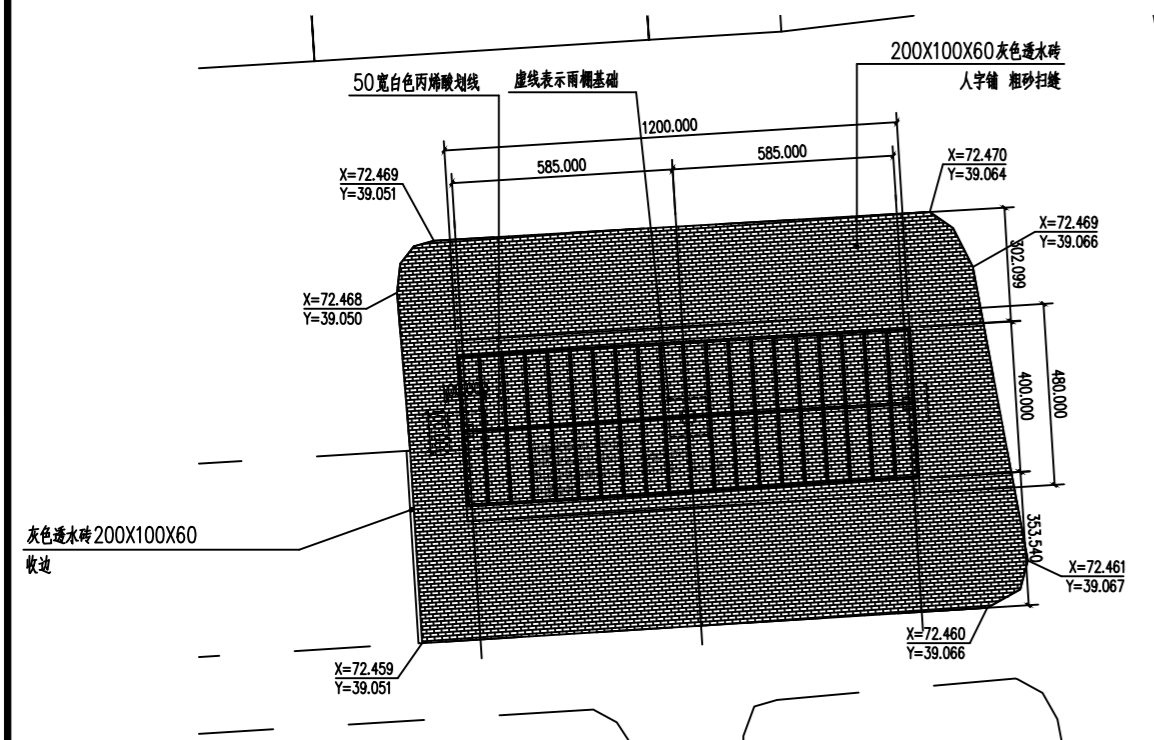 200X100X60灰色透水砖
人字铺 粗砂扫缝
50宽白色丙烯酸划线
虚线表示雨棚基础
1200.000
585.000
585.000
X=72.469
Y=39.051
X=72.470
Y=39.064
X=72.469
Y=39.066
302.099
X=72.468
Y=39.050
400.000
480.000
灰色透水砖200X100X60
收边
353.540
X=72.461
Y=39.067
X=72.460
Y=39.066
X=72.459
Y=39.051